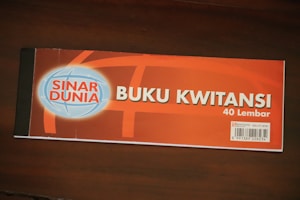 SINAR
DUNIA
BUKU KWITANSI
40 Lembar